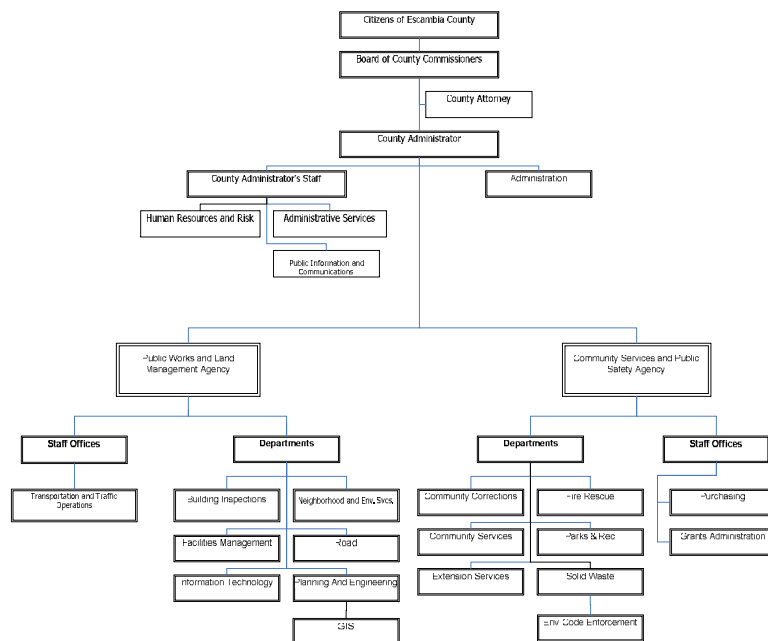 Citizens of Escambia County
Board of County Commissioners
County Attorney
County Administrator
County Administrator's Staff
Administration
Human Resources and Risk
Administrative Services
Public Information and
Communications
Public Works and Land
Management Agency
Community Services and Public
Safety Agency
Staff Offices
Departments
Departments
Staff Offices
Transportation and Traffic
Operations
Building Inspections
Neighborhood and Env. Svcs.
Community Corrections
Fire Rescue
Purchasing
Facilities Management
Road
Community Services
Parks & Rec
Grants Administration
Information Technology
Planning And Engineering
Extension Services
Solid Waste
GIS
Env Code Enforcement